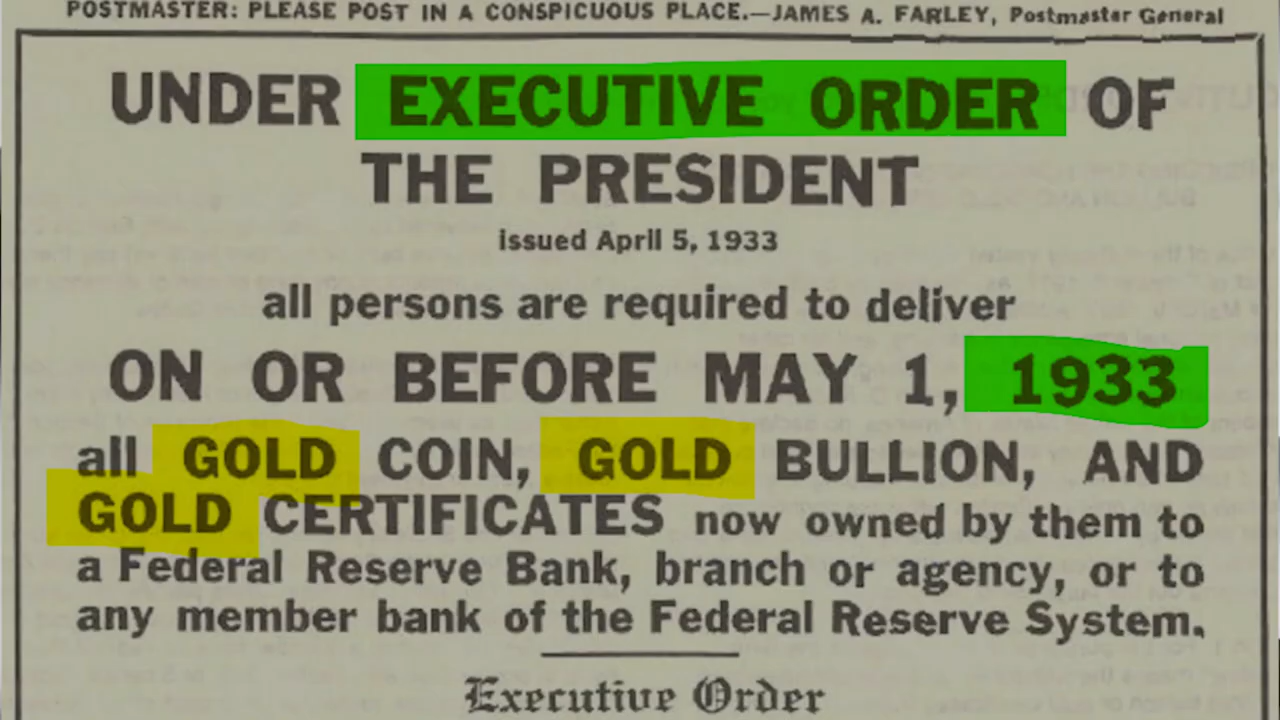 POSTMASTER: PLEASE POST IN A CONSPICUOUS PLACE.—JAMES A. FARLEY, Postmaster General
UNDER EXECUTIVE ORDER OF
THE PRESIDENT
issued April 5, 1933
all persons are required to deliver
ON OR BEFORE MAY 1, 1933
all GOLD COIN, GOLD BULLION, AND
GOLD CERTIFICATES now owned by them to
a Federal Reserve Bank, branch or agency, or to
any member bank of the Federal Reserve System.
Executive Order